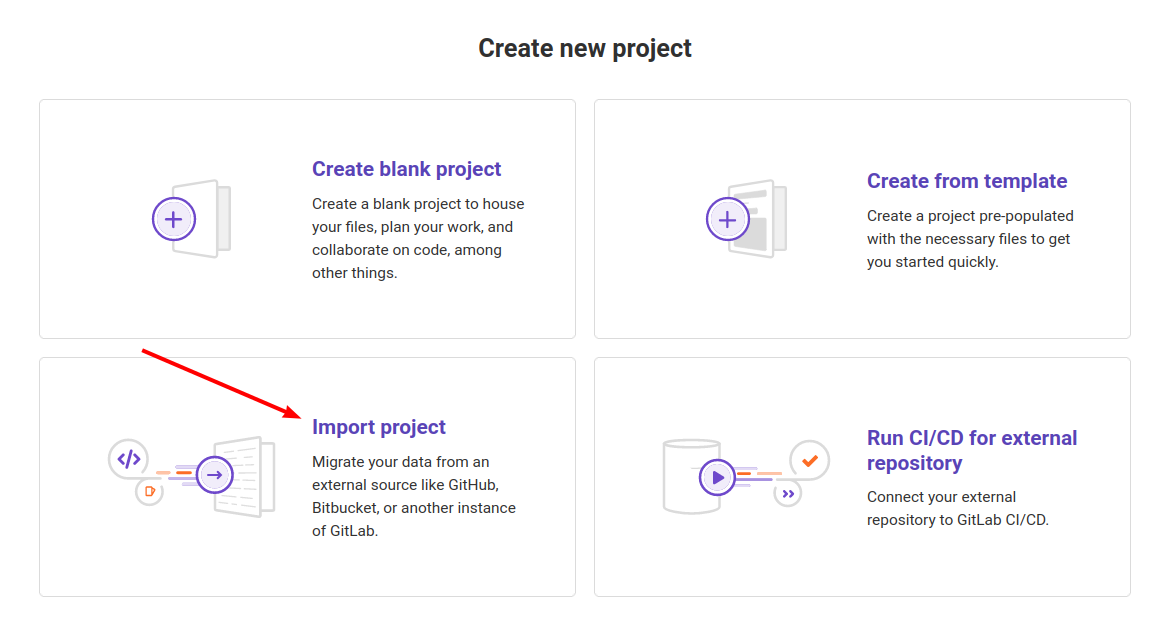 Create new project
Create blank project
Create a blank project to house
your files, plan your work, and
collaborate on code, among
other things.
Create from template
Create a project pre-populated
with the necessary files to get
you started quickly.
Import project
Migrate your data from an
external source like GitHub,
Bitbucket, or another instance
of GitLab.
Run CI/CD for external
repository
Connect your external
repository to GitLab CI/CD.